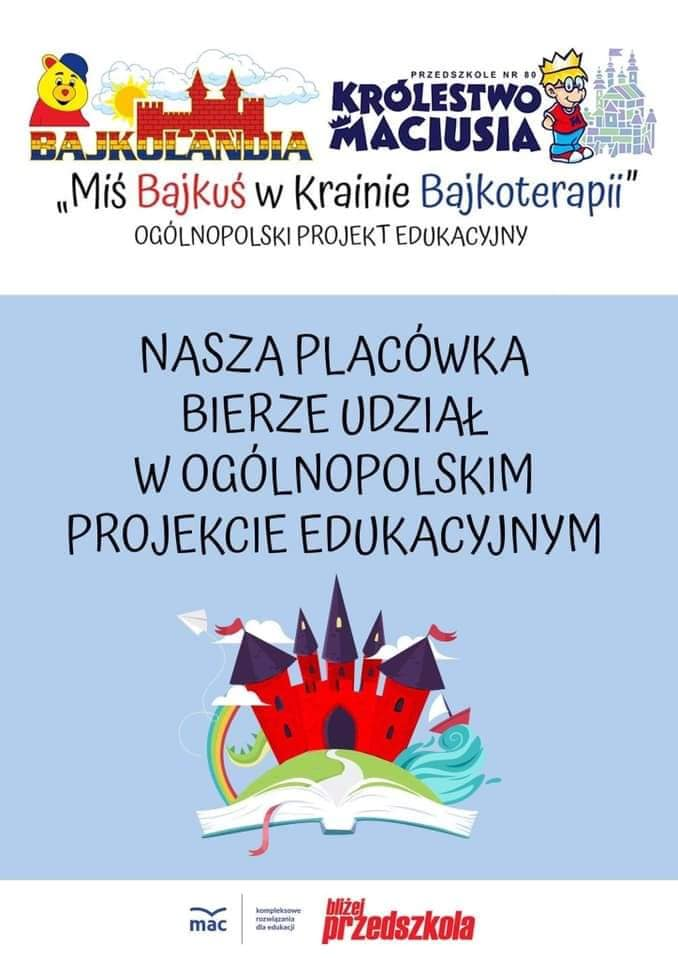 BAJKOLANDIA
PRZEDSZKOLE NR 80
KRÓLESTWO
MACIUSIA
„Miś Bajkuś w Krainie Bajkoterapii”
OGÓLNOPOLSKI PROJEKT EDUKACYJNY
NASZA PLACÓWKA
BIERZE UDZIAŁ
W OGÓLNOPOLSKIM
PROJEKCIE EDUKACYJNYM
mac
kompleksowe
rozwiązania
dla edukacji
bliżej
przedszkola